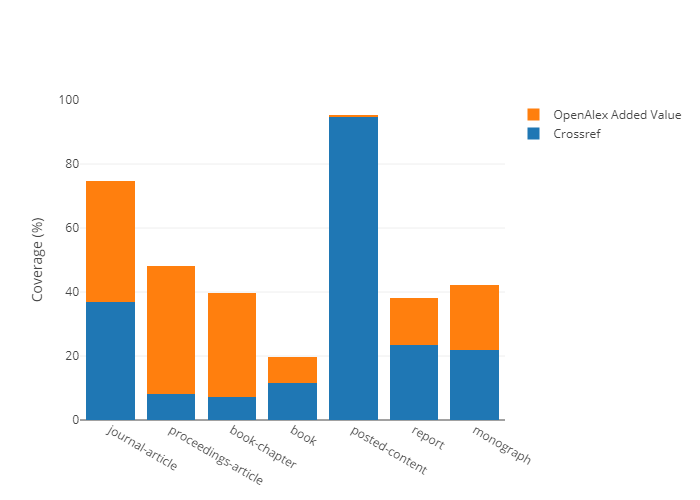 100
80
60
40
20
0
Coverage (%)
journal-article
proceedings-article
book-chapter
book
posted-content
report
monograph
OpenAlex Added Value
Crossref